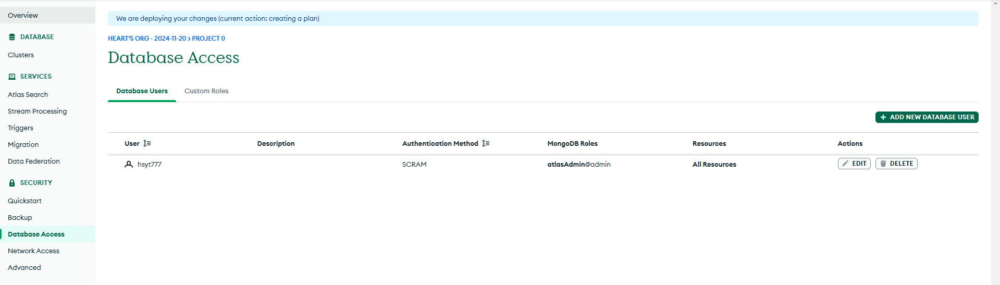 Overview
DATABASE
Clusters
SERVICES
Atlas Search
Stream Processing
Triggers
Migration
Data Federation
SECURITY
Quickstart
Backup
Database Access
Network Access
Advanced
We are deploying your changes (current action: creating a plan)
HEART'S ORG - 2024-11-20 > PROJECT 0
Database Access
Database Users Custom Roles
+ ADD NEW DATABASE USER
User Description Authentication Method MongoDB Roles Resources Actions
hsyt777 SCRAM atlasAdmin@admin All Resources EDIT DELETE